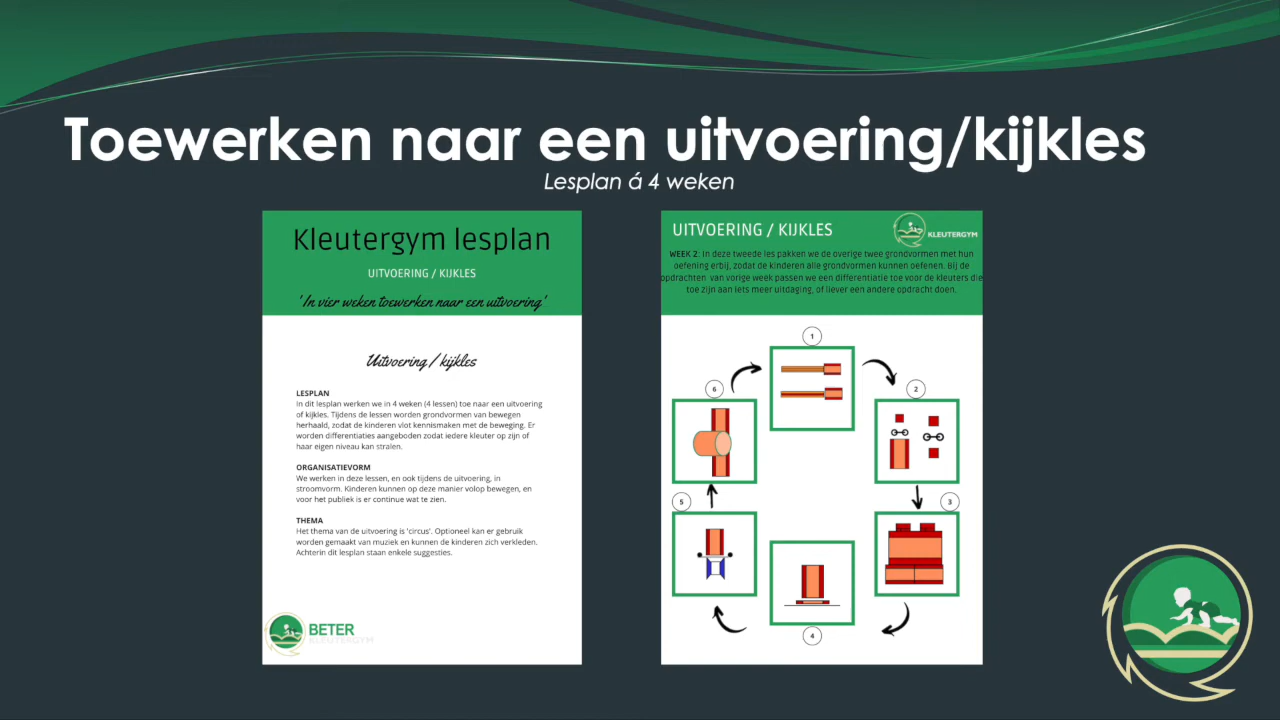 Toewerken naar een uitvoering/kijkles
Lesplan á 4 weken
Kleutergym lesplan
UITVOERING / KIJKLES
'In vier weken toewerken naar een uitvoering'
Uitvoering / kijkles
LESPLAN
In dit lesplan werken we in 4 weken (4 lessen) toe naar een uitvoering
of kijkles. Tijdens de lessen worden grondvormen van bewegen
herhaald, zodat de kinderen vlot kennismaken met de beweging. Er
worden differentiaties aangeboden zodat iedere kleuter op zijn of
haar eigen niveau kan stralen.
ORGANISATIEVORM
We werken in deze lessen, en ook tijdens de uitvoering, in
stroomvorm. Kinderen kunnen op deze manier volop bewegen, en
voor het publiek is er continue wat te zien.
THEMA
Het thema van de uitvoering is 'circus'. Optioneel kan er gebruik
worden gemaakt van muziek en kunnen de kinderen zich verkleden.
Achterin dit lesplan staan enkele suggesties.
BETER
KLEUTERGYM
UITVOERING / KIJKLES
KLEUTERGYM
WEEK 2: In deze tweede les pakken we de overige twee grondvormen met hun
oefening erbij, zodat de kinderen alle grondvormen kunnen oefenen. Bij de
opdrachten van vorige week passen we een differentiatie toe voor de kleuters die
toe zijn aan iets meer uitdaging, of liever een andere opdracht doen.
1
2
3
4
5
6